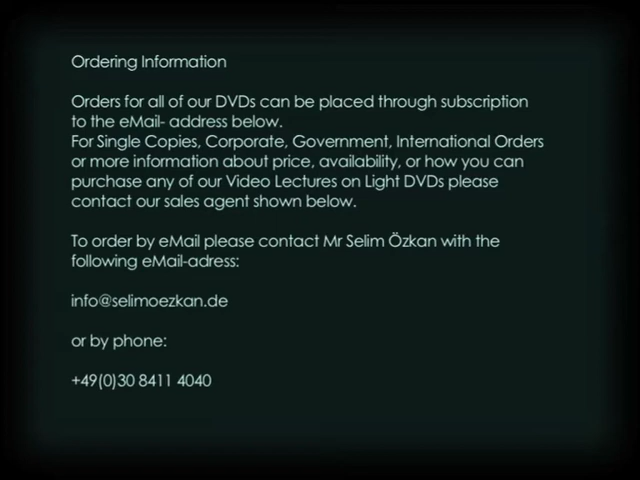 Ordering Information
Orders for all of our DVDs can be placed through subscription
to the eMail- address below.
For Single Copies, Corporate, Government, International Orders
or more information about price, availability, or how you can
purchase any of our Video Lectures on Light DVDs please
contact our sales agent shown below.
To order by eMail please contact Mr Selim Özkan with the
following eMail-adress:
info@selimoezkan.de
or by phone:
+49(0)30 8411 4040